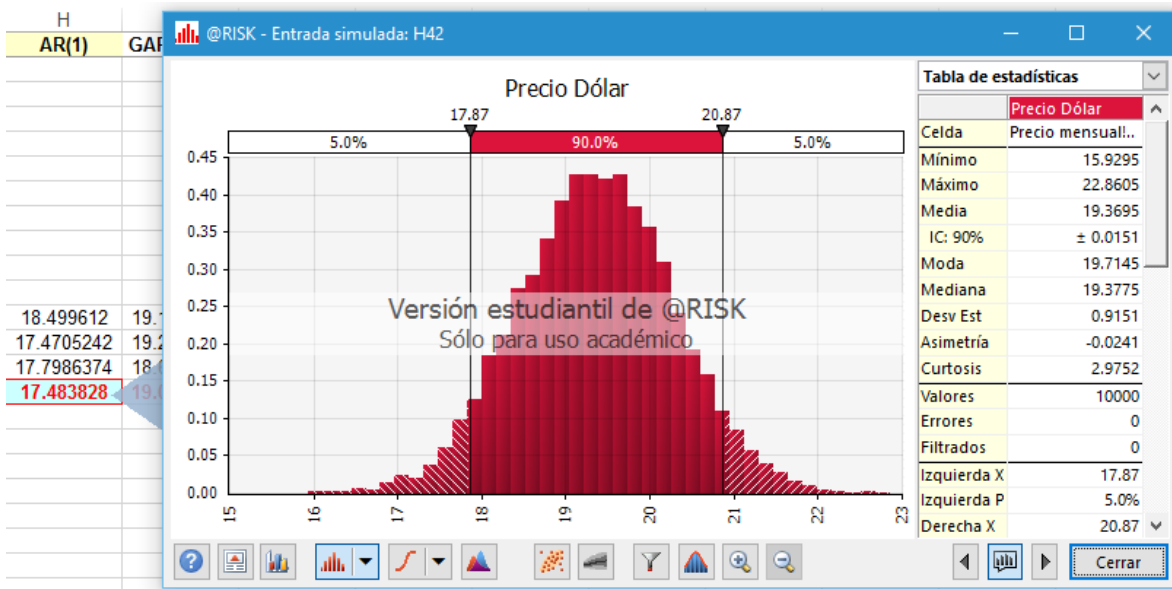 H
AR(1) GAR
18.499612 19.1
17.4705242 19.2
17.7986374 18.6
17.483828 19.0
@RISK - Entrada simulada: H42
Precio Dólar
17.87 20.87
5.0% 90.0% 5.0%
0.45
0.40
0.35
0.30
0.25
0.20
0.15
0.10
0.05
0.00
Versión estudiantil de @RISK
Sólo para uso académico
15 16 17 18 19 20 21 22 23
Tabla de estadísticas
Precio Dólar
Celda Precio mensual!..
Mínimo 15.9295
Máximo 22.8605
Media 19.3695
IC: 90% ± 0.0151
Moda 19.7145
Mediana 19.3775
Desv Est 0.9151
Asimetría -0.0241
Curtosis 2.9752
Valores 10000
Errores 0
Filtrados 0
Izquierda X 17.87
Izquierda P 5.0%
Derecha X 20.87
Cerrar